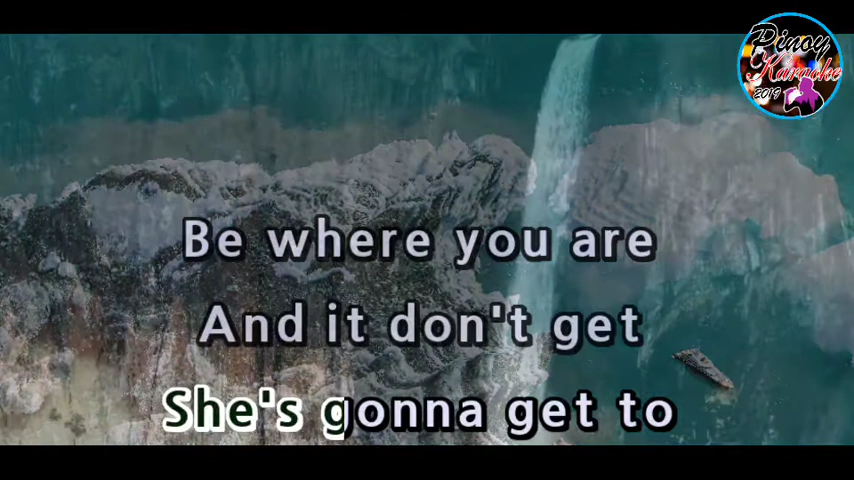 Pinoy
Karaoke
2019
Be where you are
And it don't get
She's gonna get to